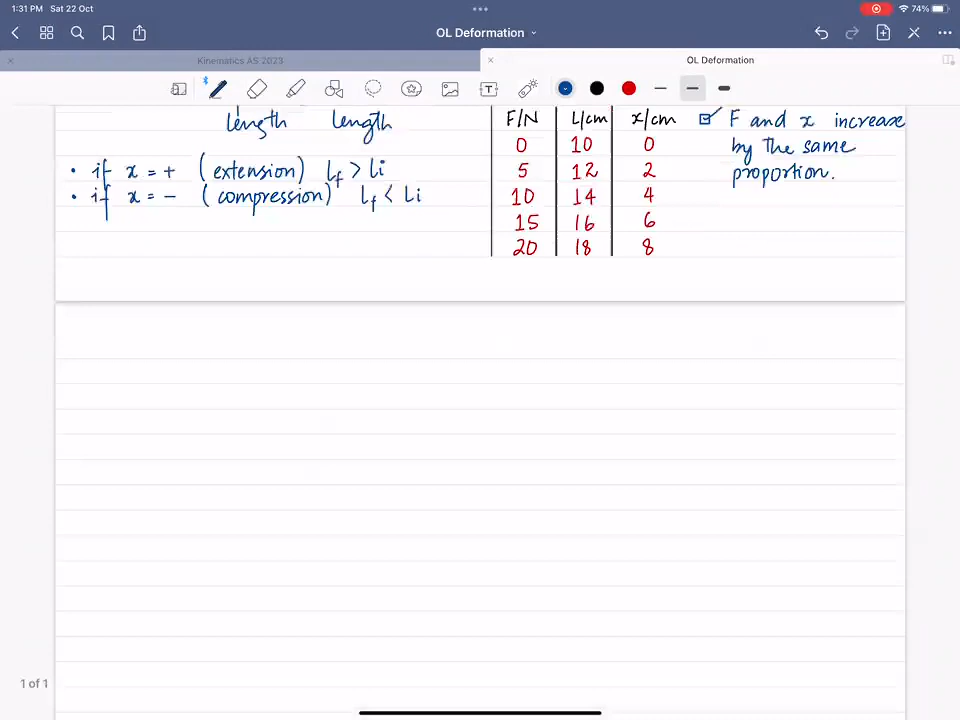 1:31 PM Sat 22 Oct
74%
OL Deformation
Kinematics AS 2023
OL Deformation
length length
• if x = + (extension) Lf > Li
• if x = - (compression) Lf < Li
F/N L/cm x/cm
0 10 0
5 12 2
10 14 4
15 16 6
20 18 8
F and x increase
by the same
proportion.
1 of 1